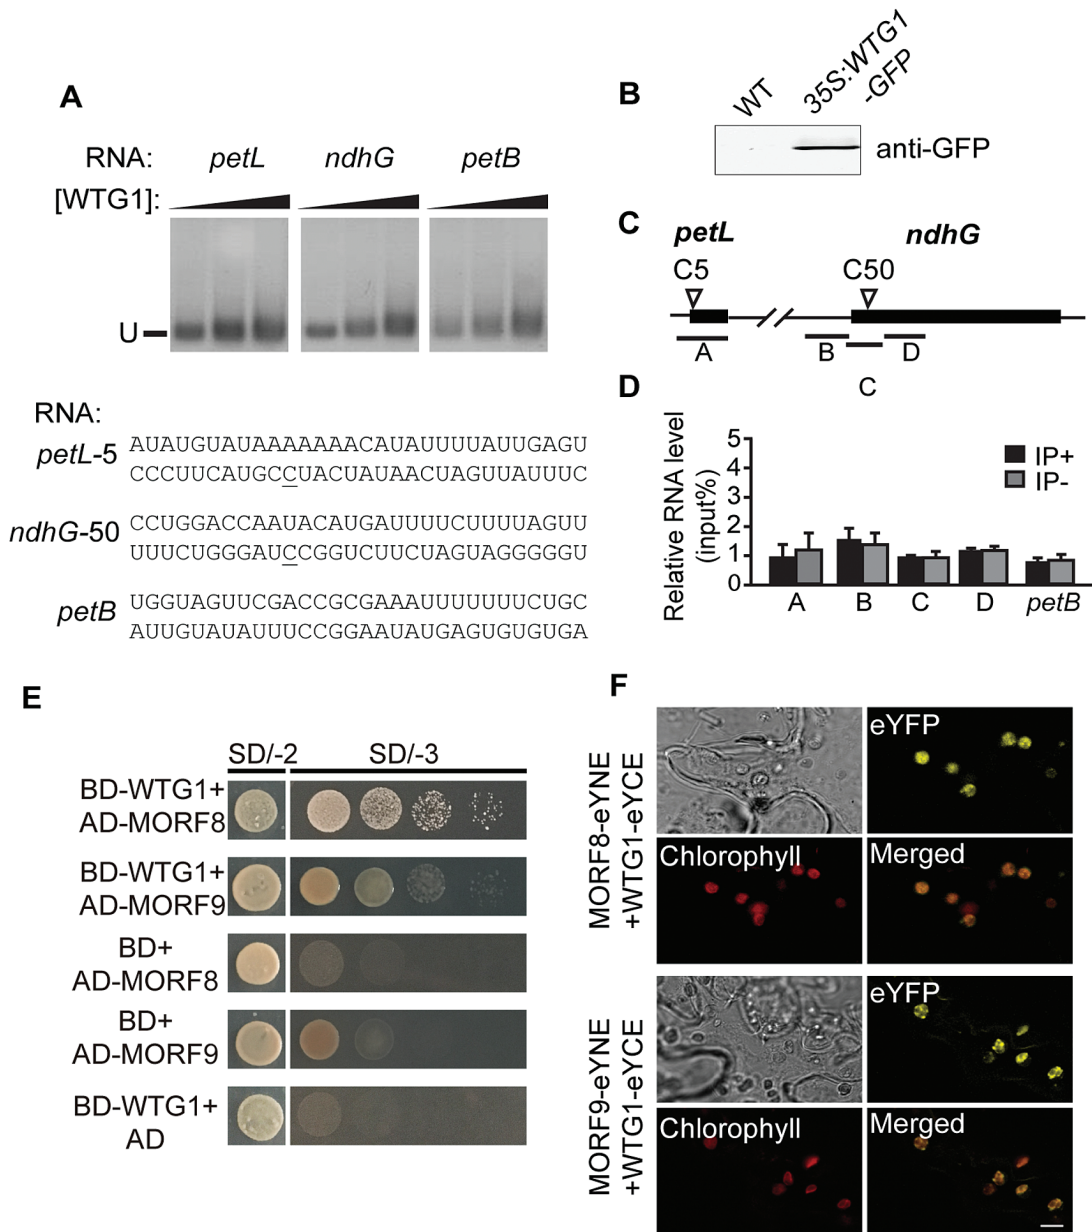 A
RNA: petL ndhG petB
[WTG1]:
U
RNA:
petL-5
AUAUGUAUAAAAAAACAUAUUUUAUUGAGU
CCCUUCAUGCCUACUAUAACUAGUUAUUUC
ndhG-50
CCUGGACCAAUACAUGAUUUUCUUUUAGUU
UUUCUGGGAUCCGGUCUUCUAGUAGGGGGU
petB
UGGUAGUUCGACCGCGAAAUUUUUUUCUGC
AUUGUAUAUUUCCGGAAUAUGAGUGUGUGA
B
WT
35S:WTG1
-GFP
anti-GFP
C
petL ndhG
C5 C50
A B D
C
D
Relative RNA level
(input%)
5
4
3
2
1
0
IP+
IP-
A B C D petB
E
SD/-2 SD/-3
BD-WTG1+
AD-MORF8
BD-WTG1+
AD-MORF9
BD+
AD-MORF8
BD+
AD-MORF9
BD-WTG1+
AD
F
MORF8-eYNE
+WTG1-eYCE
eYFP
Chlorophyll
Merged
MORF9-eYNE
+WTG1-eYCE
eYFP
Chlorophyll
Merged